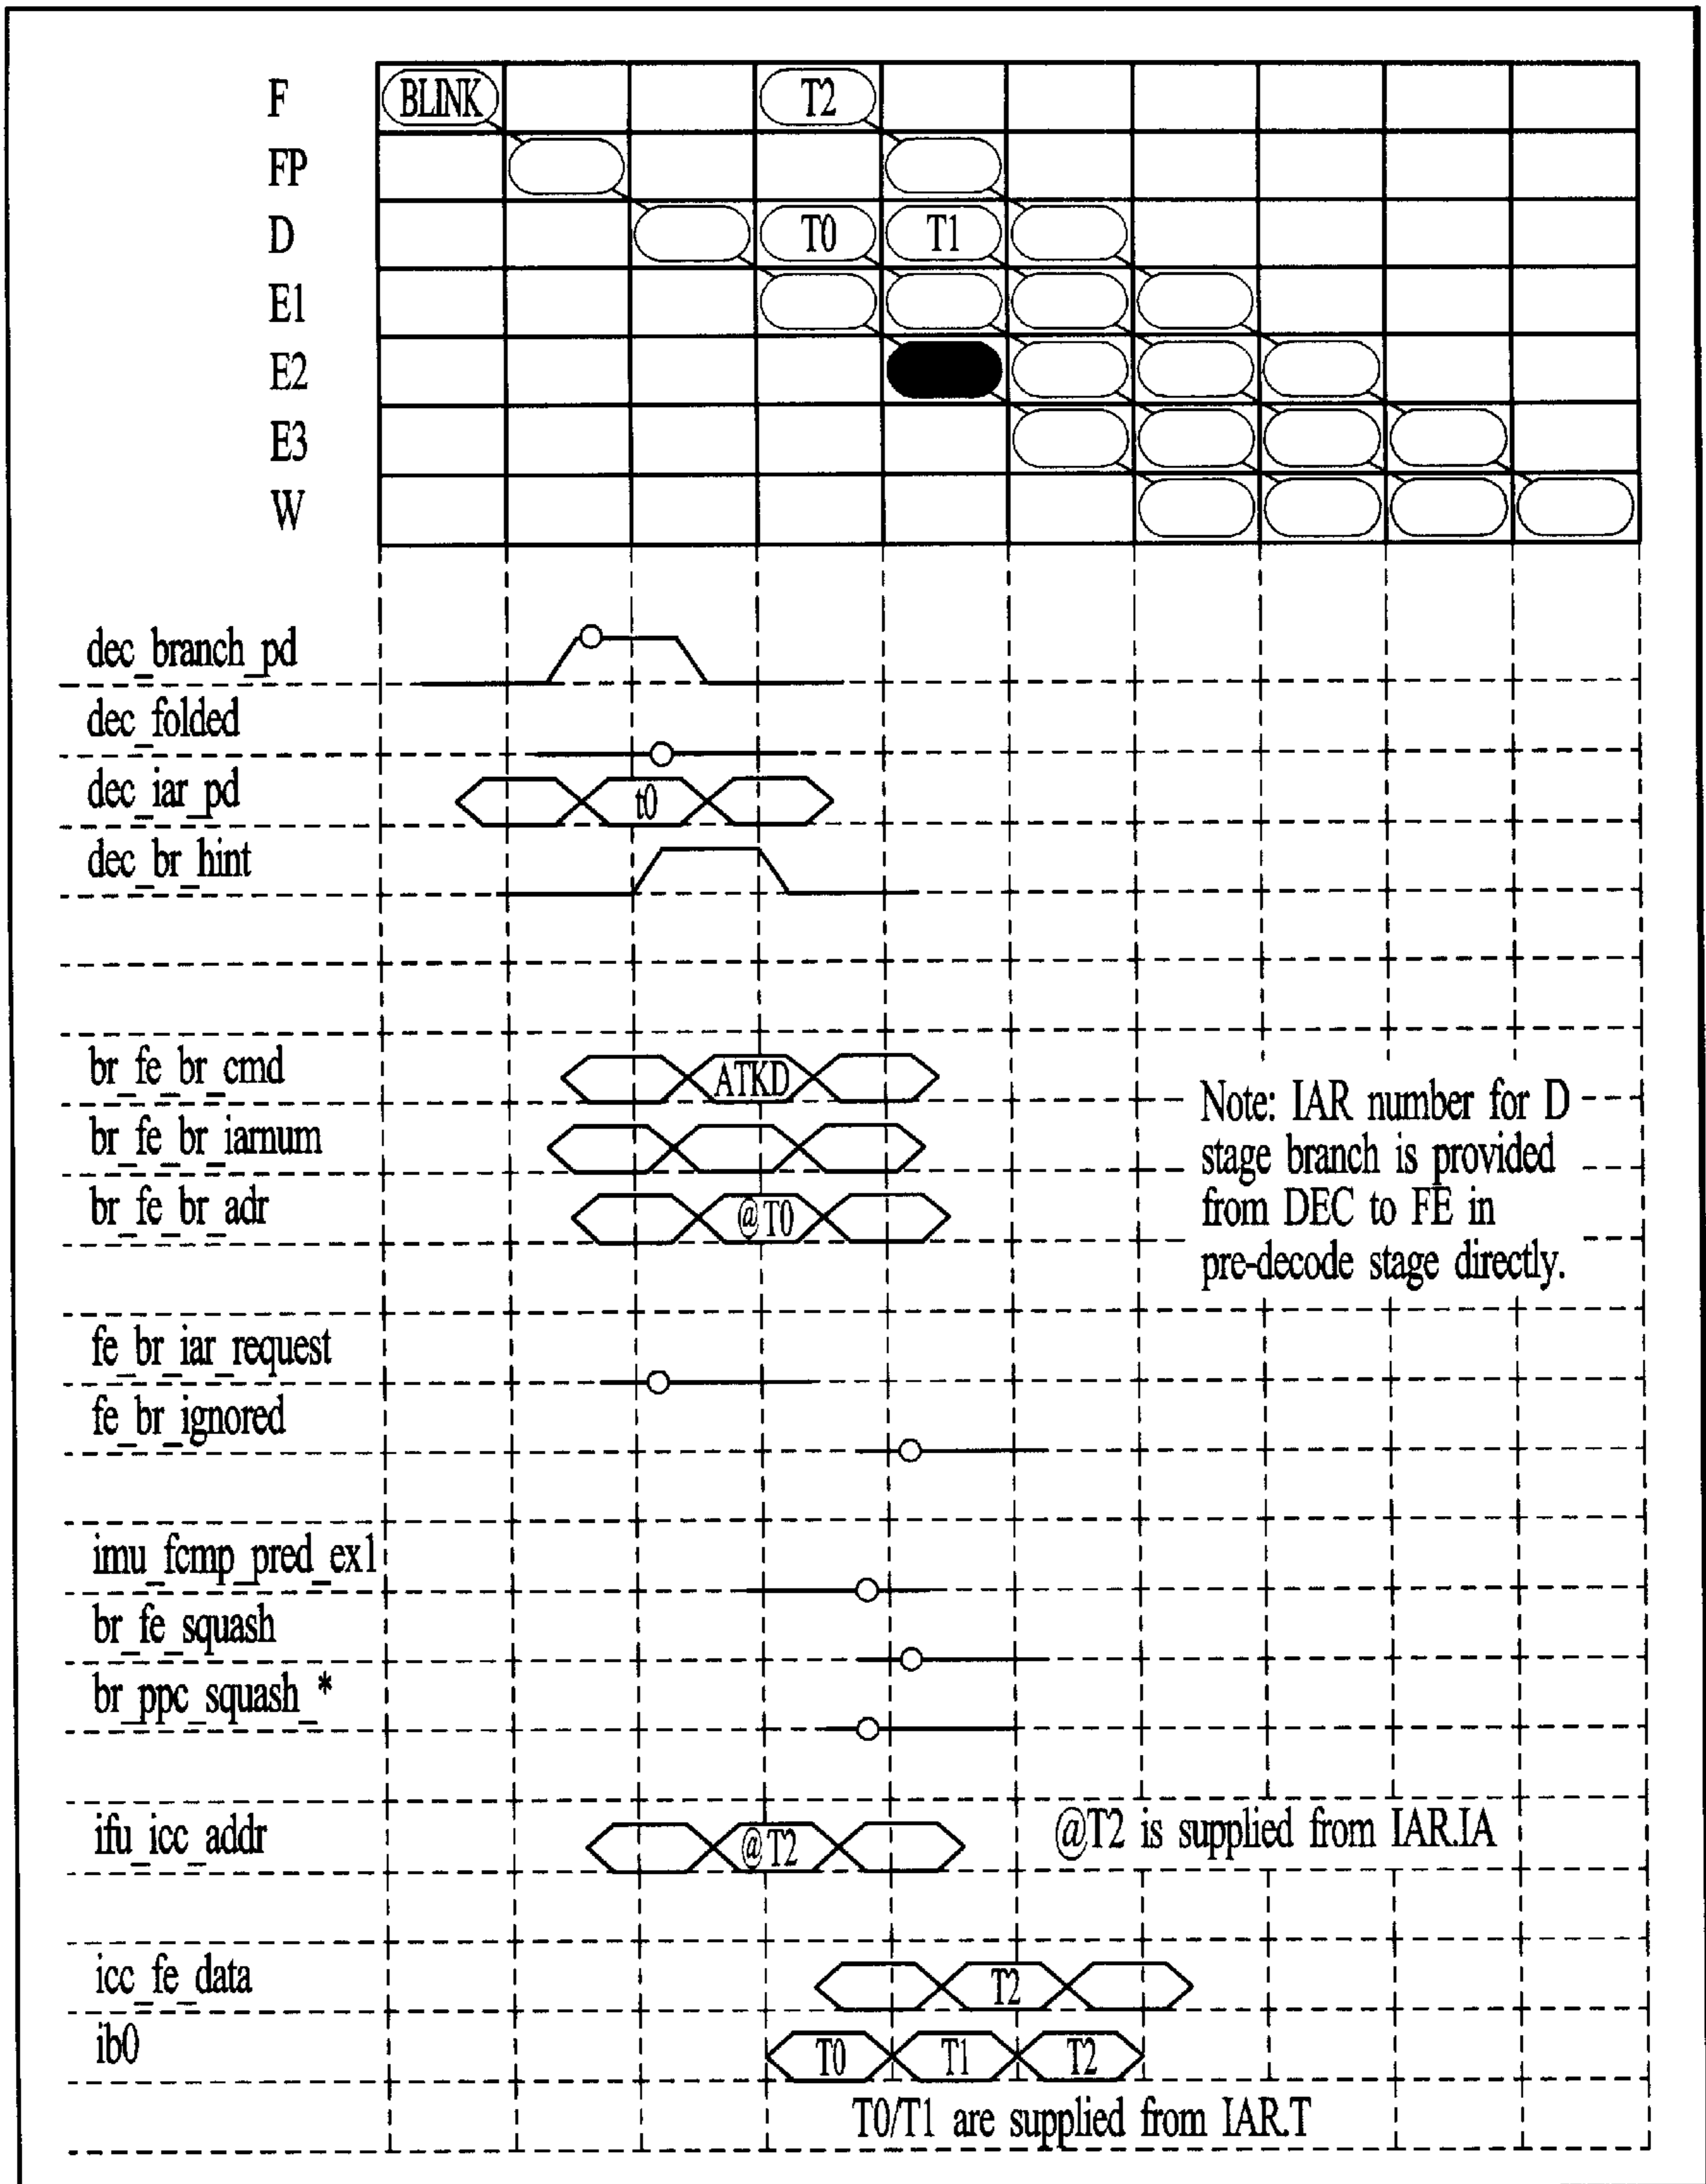 F BLINK T2
FP
D T0 T1
E1
E2
E3
W
dec_branch_pd
dec_folded
dec_iar_pd t0
dec_br_hint
br_fe_br_cmd ATKD
br_fe_br_iarnum
br_fe_br_adr @T0
Note: IAR number for D
stage branch is provided
from DEC to FE in
pre-decode stage directly.
fe_br_iar_request
fe_br_ignored
imu_fcmp_pred_ex1
br_fe_squash
br_ppc_squash_*
ifu_icc_addr @T2 @T2 is supplied from IAR.IA
icc_fe_data T2
ib0 T0 T1 T2
T0/T1 are supplied from IAR.T